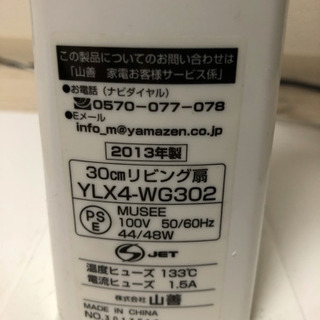 この製品についてのお問い合わせは
「山善　家電お客様サービス係」
●お電話（ナビダイヤル）
0570-077-078
●Eメール
info_m@yamazen.co.jp
2013年製
30cmリビング扇
YLX4-WG302
PS E
MUSEE
100V 50/60Hz
44/48W
JET
温度ヒューズ 133℃
電流ヒューズ 1.5A
株式会社 山善
MADE IN CHINA